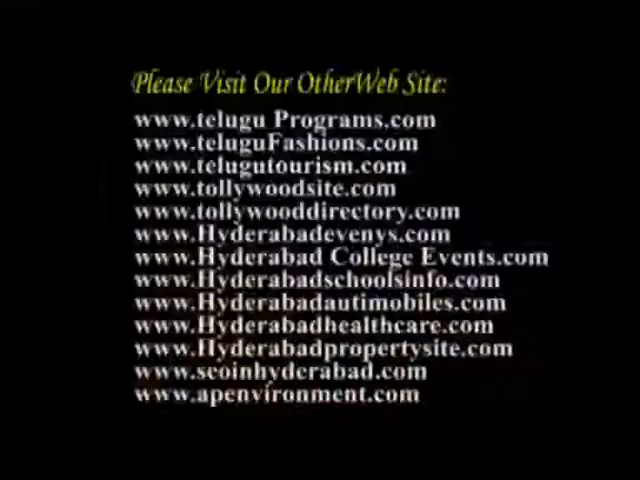 Please Visit Our OtherWeb Site:
www.telugu Programs.com
www.teluguFashions.com
www.telugutourism.com
www.tollywoodsite.com
www.tollywooddirectory.com
www.Hyderabadevenys.com
www.Hyderabad College Events.com
www.Hyderabadschoolsinfo.com
www.Hyderabadautimobiles.com
www.Hyderabadhealthcare.com
www.Hyderabadpropertysite.com
www.seoinhyderabad.com
www.apenvironment.com